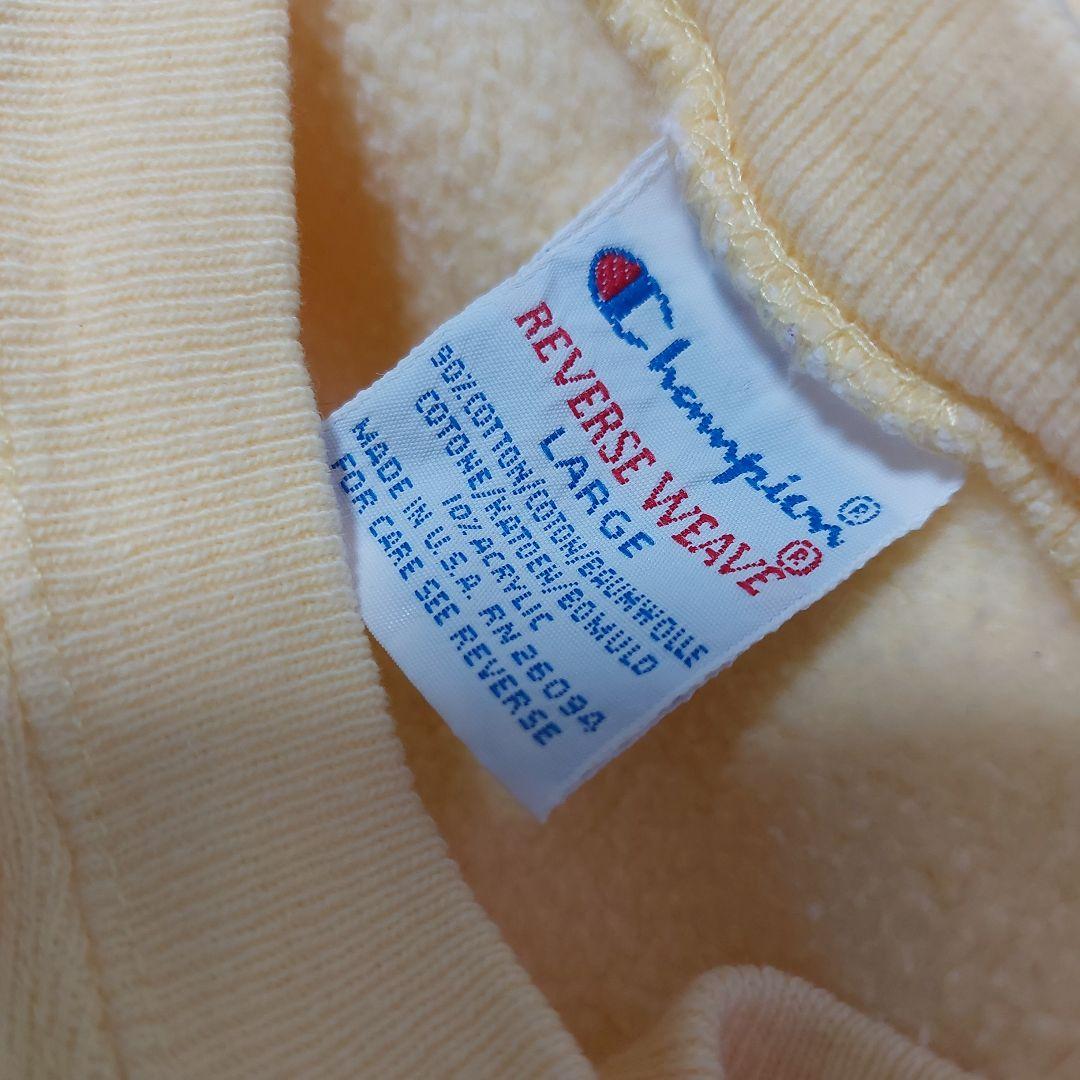 Champion®
REVERSE WEAVE®
LARGE
90% COTTON/COTON/BAUMWOLLE
COTONE/KATOEN/BOMULD
10% ACRYLIC
MADE IN U.S.A. RN 26094
FOR CARE SEE REVERSE